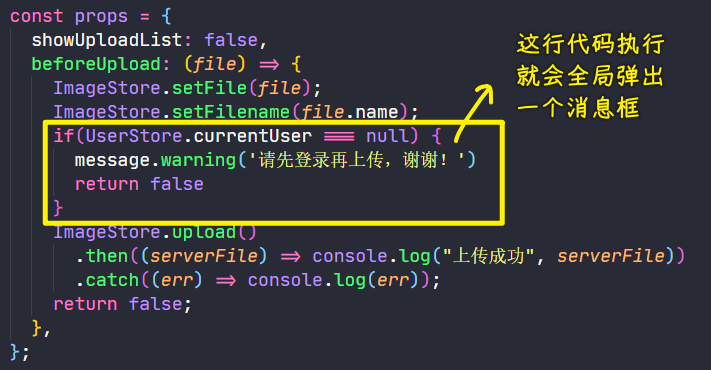 const props = {
showUploadList: false,
beforeUpload: (file) => {
ImageStore.setFile(file);
ImageStore.setFilename(file.name);
if(UserStore.currentUser === null) {
message.warning('请先登录再上传，谢谢！')
return false
}
ImageStore.upload()
.then((serverFile) => console.log("上传成功", serverFile))
.catch((err) => console.log(err));
return false;
},
};
这行代码执行
就会全局弹出
一个消息框